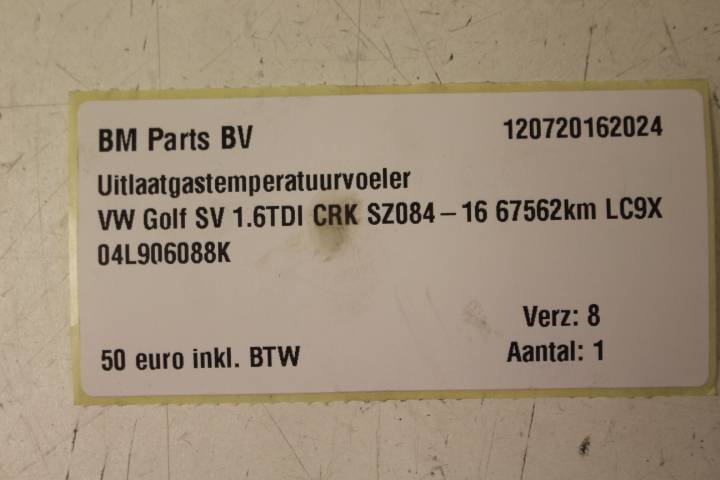 BM Parts BV 120720162024
Uitlaatgastemperatuurvoeler
VW Golf SV 1.6TDI CRK SZ084-16 67562km LC9X
04L906088K
Verz: 8
50 euro inkl. BTW Aantal: 1